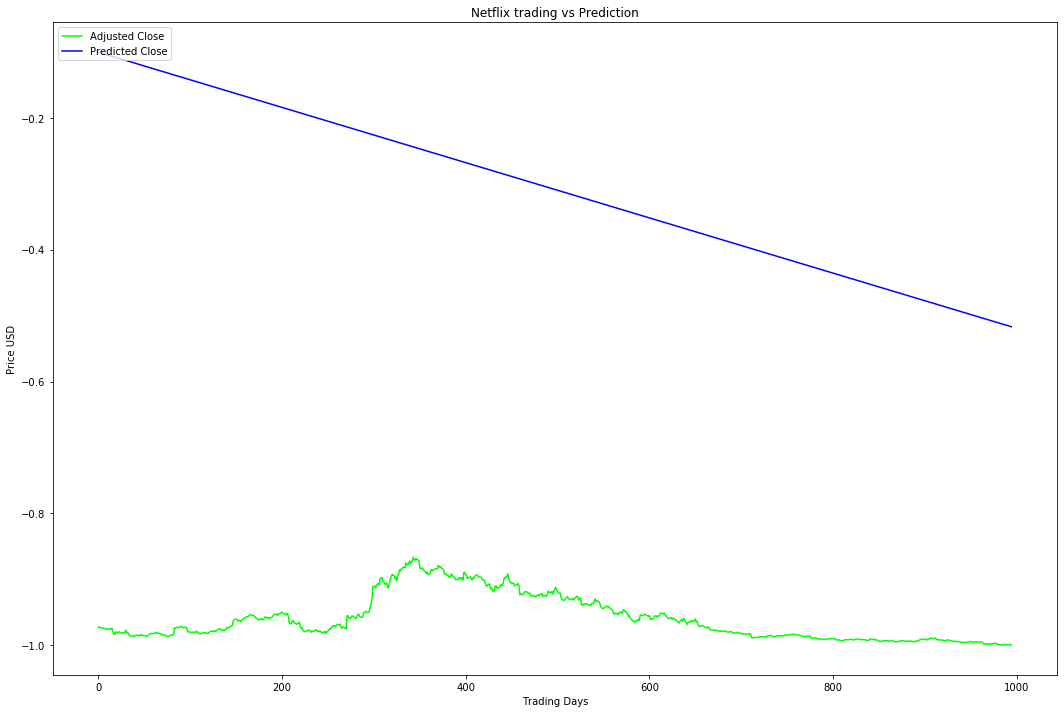 Netflix trading vs Prediction
Adjusted Close
Predicted Close
Price USD
−0.2
−0.4
−0.6
−0.8
−1.0
0
200
400
600
800
1000
Trading Days